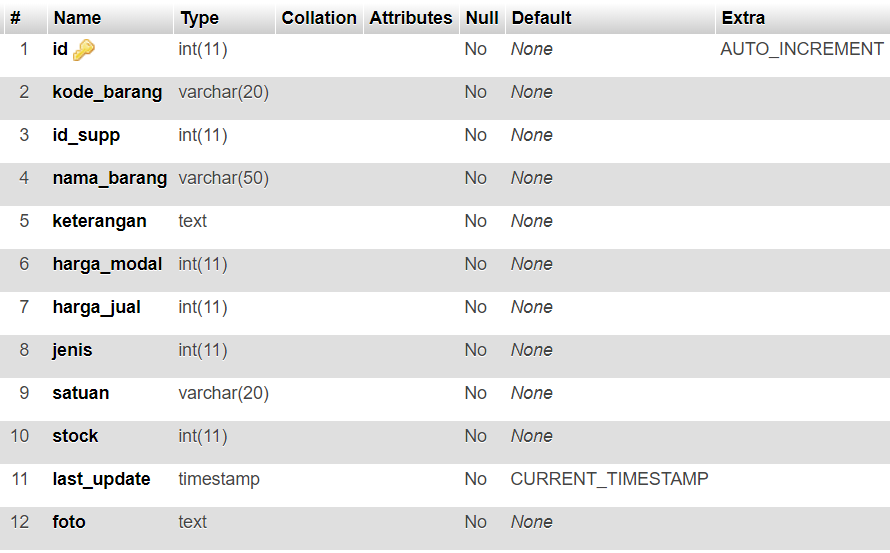 # Name Type Collation Attributes Null Default Extra
1 id int(11) No None AUTO_INCREMENT
2 kode_barang varchar(20) No None
3 id_supp int(11) No None
4 nama_barang varchar(50) No None
5 keterangan text No None
6 harga_modal int(11) No None
7 harga_jual int(11) No None
8 jenis int(11) No None
9 satuan varchar(20) No None
10 stock int(11) No None
11 last_update timestamp No CURRENT_TIMESTAMP
12 foto text No None